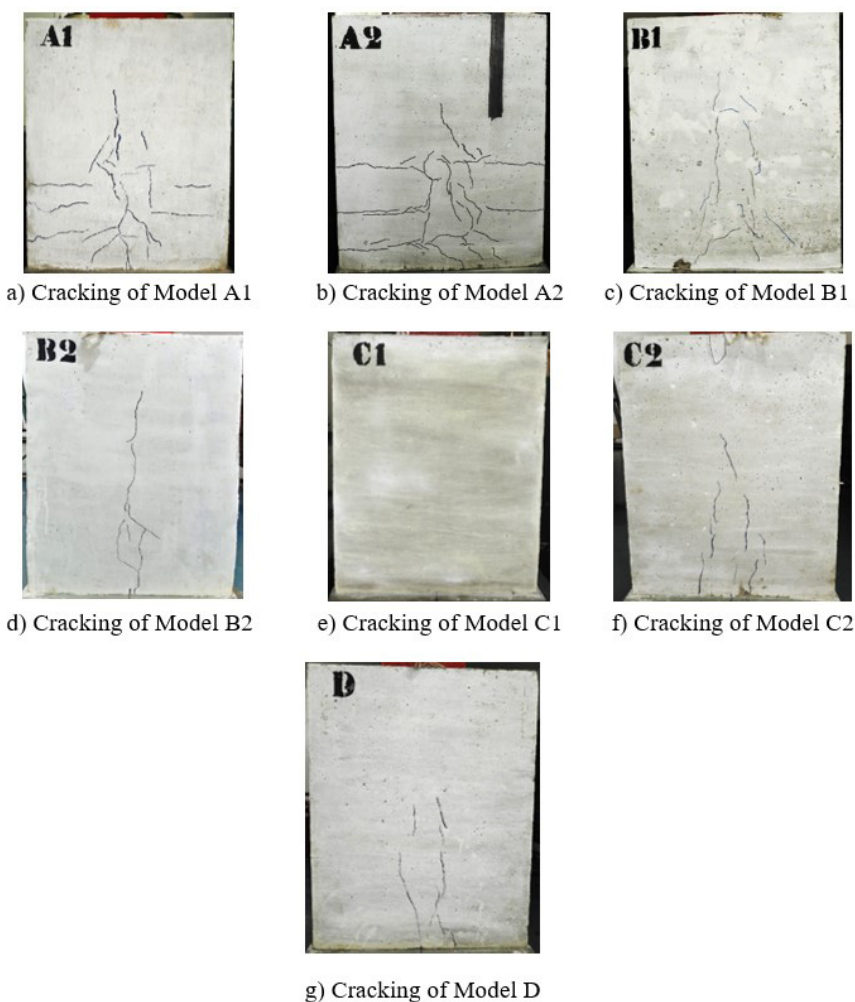 A1
A2
B1
a) Cracking of Model A1
b) Cracking of Model A2
c) Cracking of Model B1
B2
C1
C2
d) Cracking of Model B2
e) Cracking of Model C1
f) Cracking of Model C2
D
g) Cracking of Model D